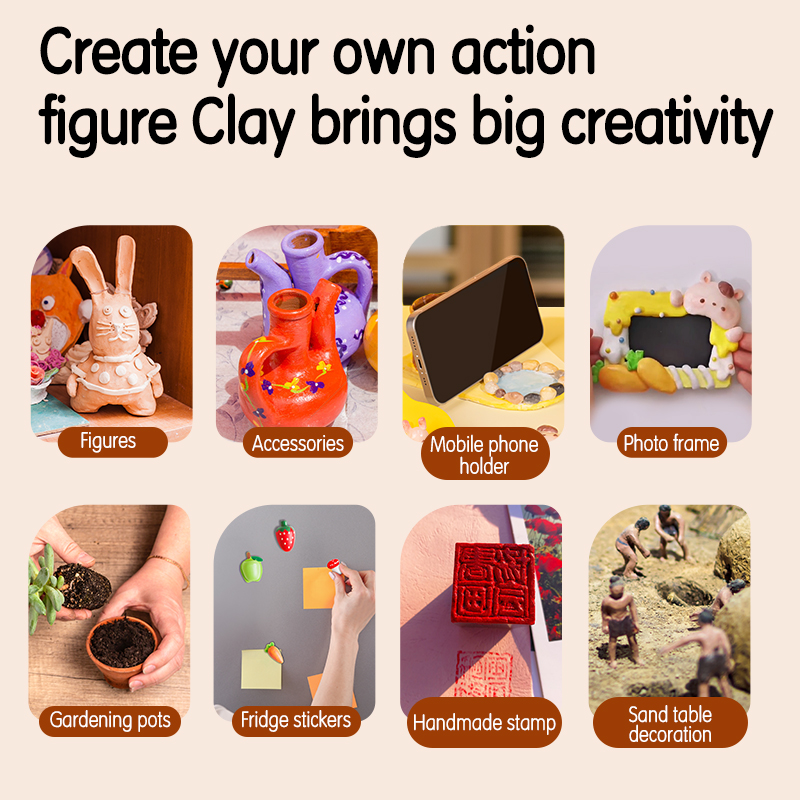 Create your own action
figure Clay brings big creativity
Figures
Accessories
Mobile phone
holder
Photo frame
Gardening pots
Fridge stickers
Handmade stamp
Sand table
decoration